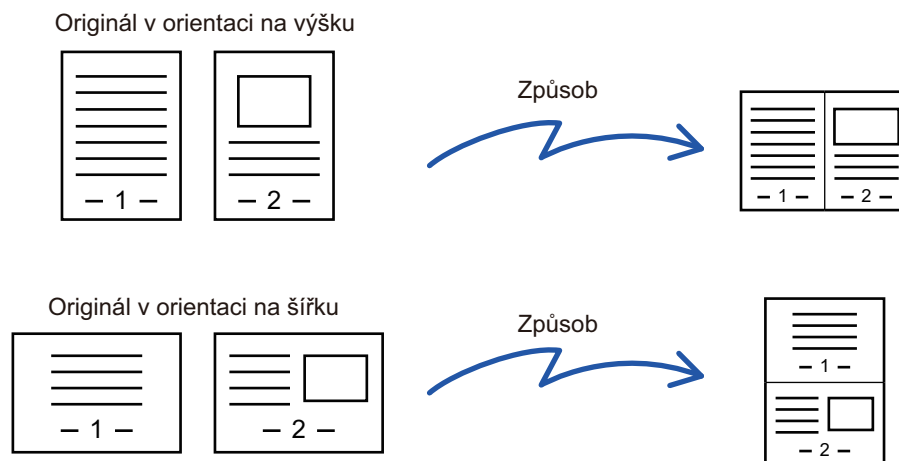 Originál v orientaci na výšku
Způsob
– 1 –
– 2 –
– 1 –
– 2 –
Originál v orientaci na šířku
Způsob
– 1 –
– 2 –
– 1 –
– 2 –